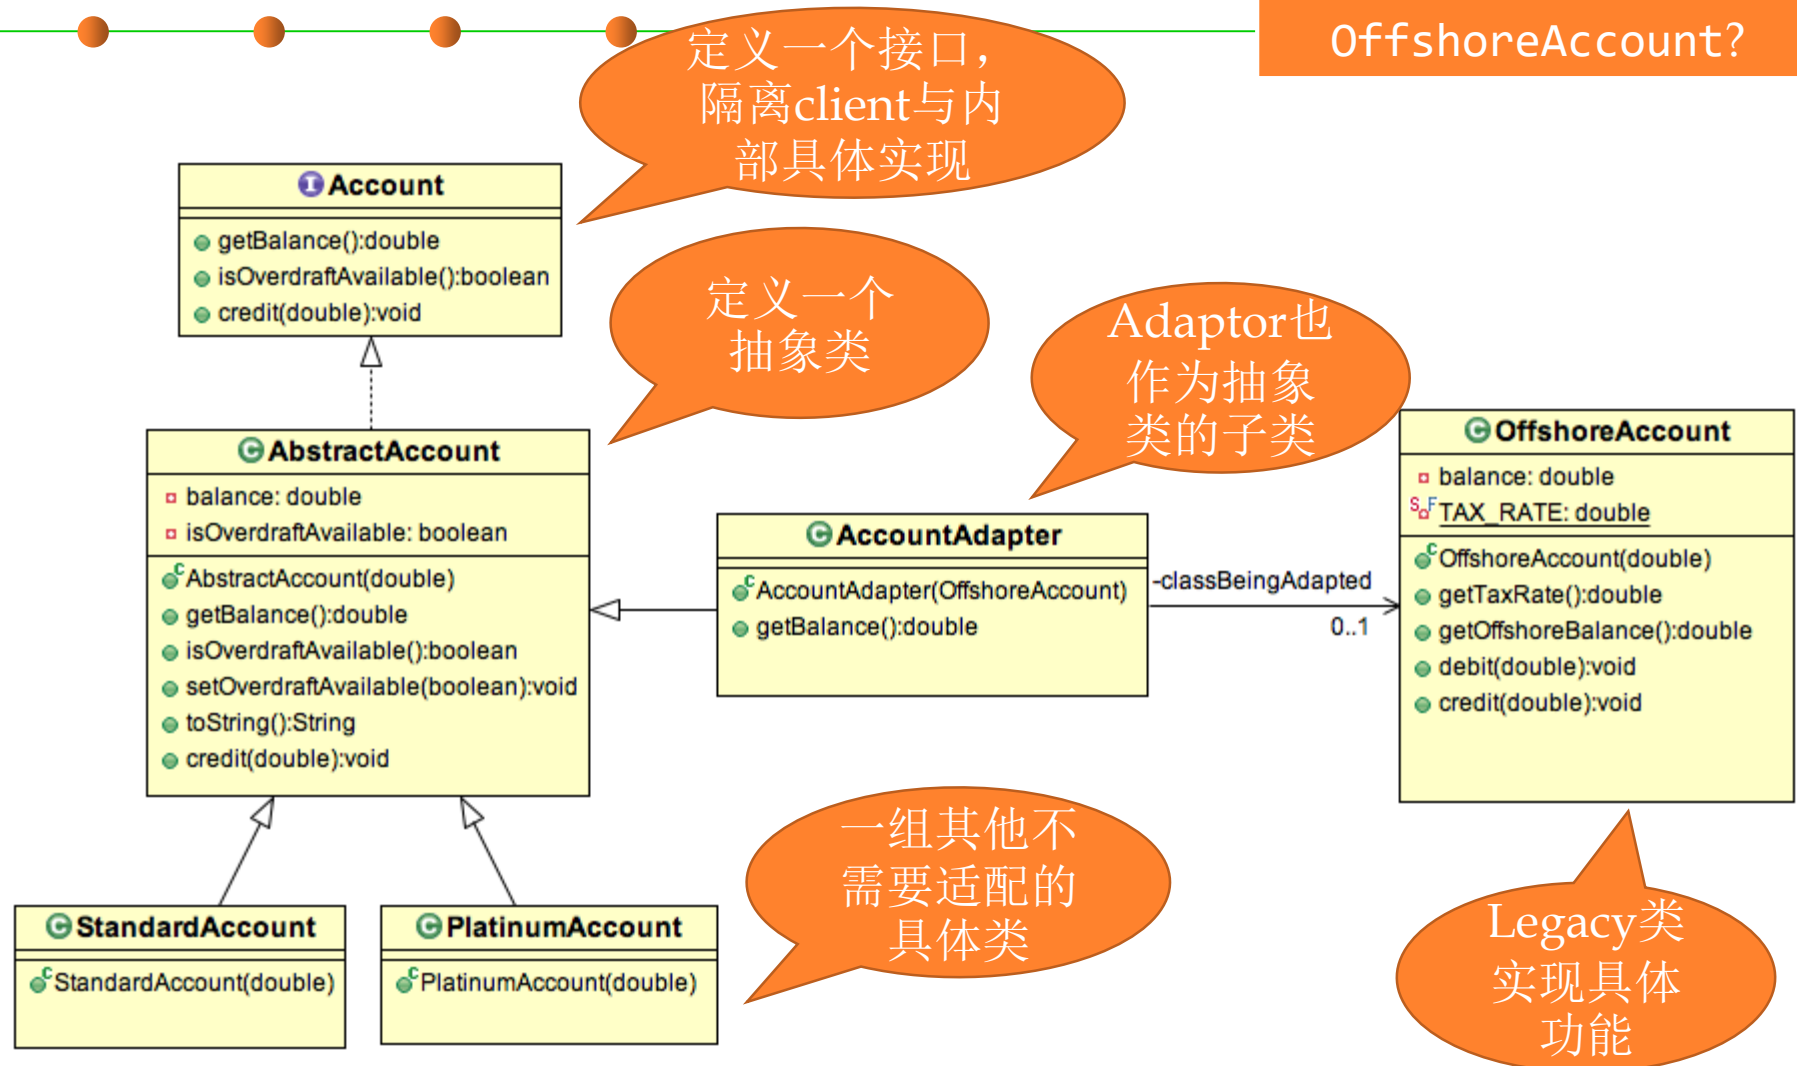 OffshoreAccount?
定义一个接口，
隔离client与内
部具体实现
Account
getBalance():double
isOverdraftAvailable():boolean
credit(double):void
定义一个
抽象类
Adaptor也
作为抽象
类的子类
AbstractAccount
balance: double
isOverdraftAvailable: boolean
AbstractAccount(double)
getBalance():double
isOverdraftAvailable():boolean
setOverdraftAvailable(boolean):void
toString():String
credit(double):void
AccountAdapter
AccountAdapter(OffshoreAccount)
getBalance():double
-classBeingAdapted
0..1
OffshoreAccount
balance: double
TAX_RATE: double
OffshoreAccount(double)
getTaxRate():double
getOffshoreBalance():double
debit(double):void
credit(double):void
StandardAccount
StandardAccount(double)
PlatinumAccount
PlatinumAccount(double)
一组其他不
需要适配的
具体类
Legacy类
实现具体
功能